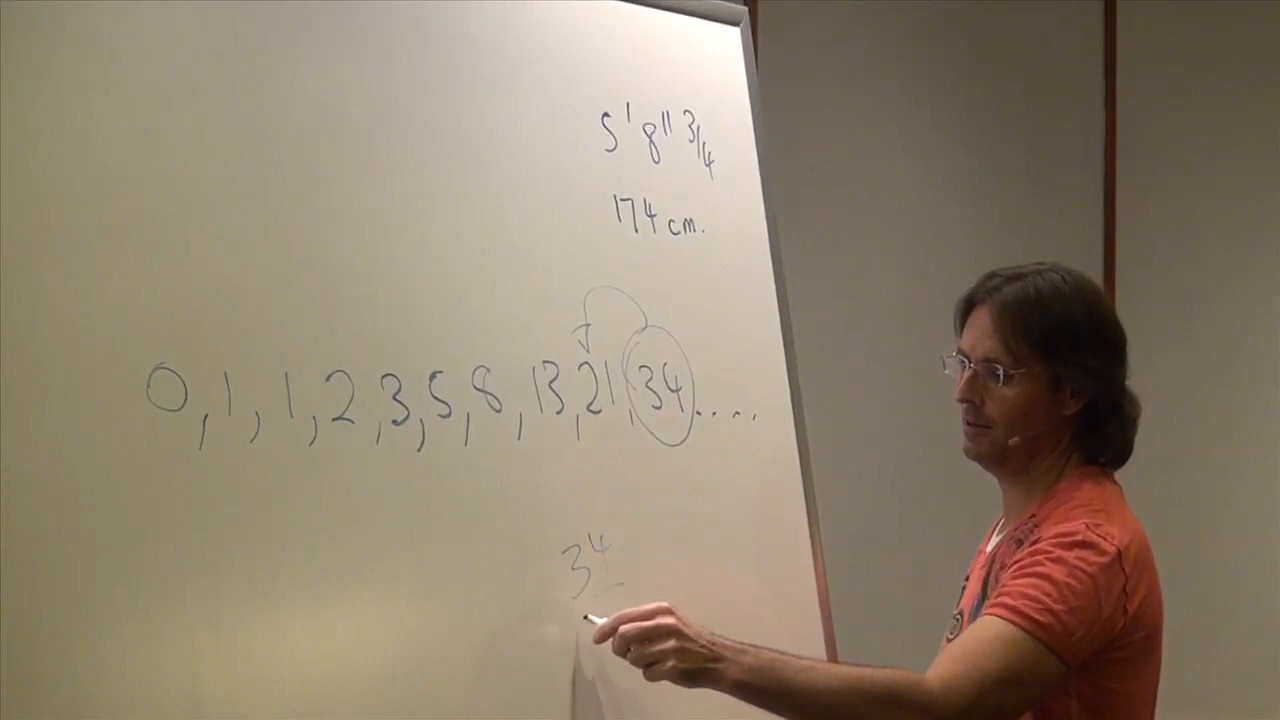 5' 8" 3/4
174 cm.
0, 1, 1, 2, 3, 5, 8, 13, 21, 34....
34